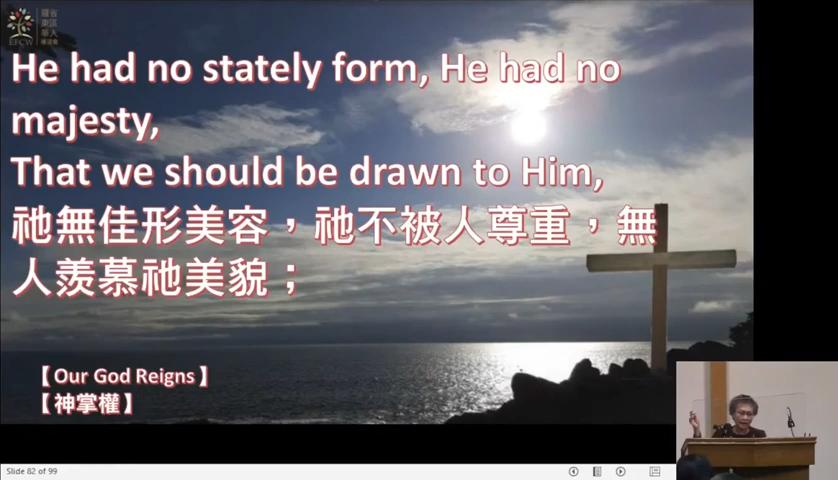 EFCW
He had no stately form, He had no
majesty,
That we should be drawn to Him,
祂無佳形美容，祂不被人尊重，無
人羨慕祂美貌；
【Our God Reigns】
【神掌權】
Slide 82 of 99